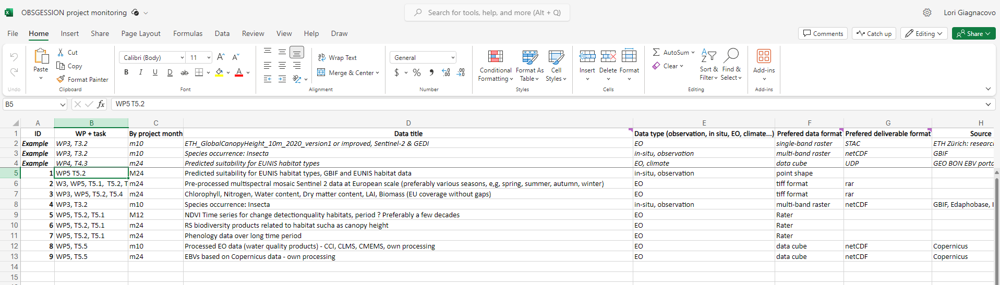 OBSGESSION project monitoring
Search for tools, help, and more (Alt + Q)
Lori Giagnacovo
File Home Insert Share Page Layout Formulas Data Review View Help Draw
Comments Catch up Editing Share
Paste Cut Copy Format Painter
Calibri (Body) 11
Wrap Text
Merge & Center
General
Conditional Formatting Format As Table Cell Styles
Insert Delete Format
AutoSum
Clear
Sort & Filter Find & Select
Add-ins
Undo Clipboard Font Alignment Number Styles Cells Editing Add-ins
B5 fx WP5 T5.2
A B C D E F G H
1 ID WP + task By project month Data title Data type (observation, in situ, EO, climate...) Prefered data format Prefered deliverable format Source
2 Example WP3, T3.2 m10 ETH_GlobalCanopyHeight_10m_2020_version1 or improved, Sentinel-2 & GEDI EO single-band raster STAC ETH Zürich: researc
3 Example WP3, T3.2 m10 Species occurrence: Insecta in-situ, observation multi-band raster netCDF GBIF
4 Example WP4, T4.3 m24 Predicted suitability for EUNIS habitat types EO, climate data cube UDP GEO BON EBV porta
5 1 WP5 T5.2 M24 Predicted suitability for EUNIS habitat types, GBIF and EUNIS habitat data in-situ, observation point shape
6 2 W3, WP5, T5.1, T5.2, T m24 Pre-processed multispectral mosaic Sentinel 2 data at European scale (preferably various seasons, e,g, spring, summer, autumn, winter) EO tiff format rar
7 3 WP3, WP5, T5.2, T5.4 m24 Chlorophyll, Nitrogen, Water content, Dry matter content, LAI, Biomass (EU coverage without gaps) EO tiff format rar
8 4 WP3, T3.2 m10 Species occurrence: Insecta in-situ, observation multi-band raster netCDF GBIF, Edaphobase, I
9 5 WP5, T5.2, T5.1 M12 NDVI Time series for change detectionquality habitats, period ? Preferably a few decades EO Rater
10 6 WP5, T5.2, T5.1 m24 RS biodiversity products related to habitat sucha as canopy height EO Rater
11 7 WP5, T5.2, T5.1 m24 Phenology data over long time period EO Rater
12 8 WP5, T5.5 m10 Processed EO data (water quality products) - CCI, CLMS, CMEMS, own processing EO data cube netCDF Copernicus
13 9 WP5, T5.5 m24 EBVs based on Copernicus data - own processing EO data cube netCDF Copernicus
14
15